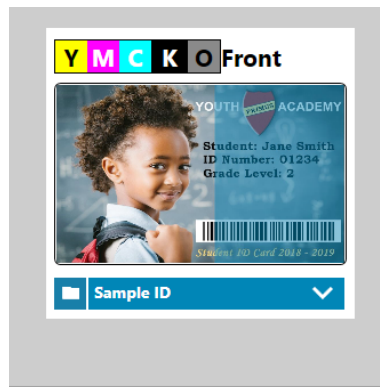 Y M C K O Front
YOUTH PRIMUS ACADEMY
Student: Jane Smith
ID Number: 01234
Grade Level: 2
Student ID Card 2018 - 2019
Sample ID